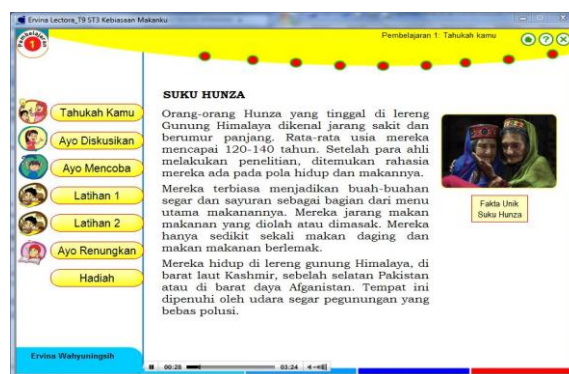 Ervina Lectora_T9 ST3 Kebiasaan Makanku
Pembelajaran
1
Pembelajaran 1: Tahukah kamu
Tahukah Kamu
Ayo Diskusikan
Ayo Mencoba
Latihan 1
Latihan 2
Ayo Renungkan
Hadiah
SUKU HUNZA
Orang-orang Hunza yang tinggal di lereng
Gunung Himalaya dikenal jarang sakit dan
berumur panjang. Rata-rata usia mereka
mencapai 120-140 tahun. Setelah para ahli
melakukan penelitian, ditemukan rahasia
mereka ada pada pola hidup dan makannya.
Mereka terbiasa menjadikan buah-buahan
segar dan sayuran sebagai bagian dari menu
utama makanannya. Mereka jarang makan
makanan yang diolah atau dimasak. Mereka
hanya sedikit sekali makan daging dan
makan makanan berlemak.
Mereka hidup di lereng gunung Himalaya, di
barat laut Kashmir, sebelah selatan Pakistan
atau di barat daya Afganistan. Tempat ini
dipenuhi oleh udara segar pegunungan yang
bebas polusi.
Fakta Unik
Suku Hunza
Ervina Wahyuningsih
00:28
03:24